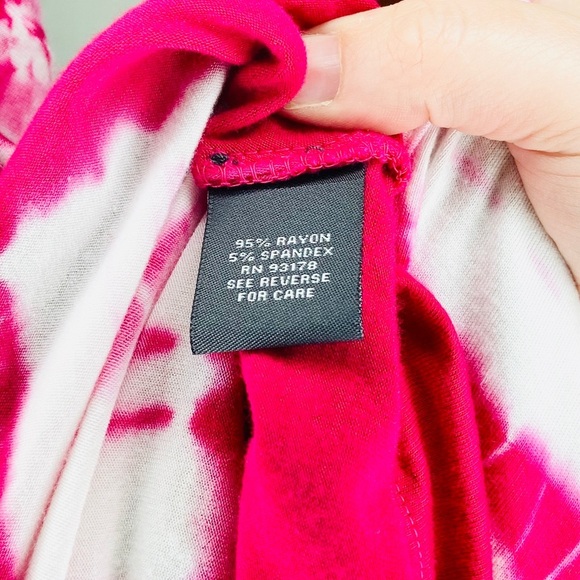 95% RAYON
5% SPANDEX
RN 93178
SEE REVERSE
FOR CARE